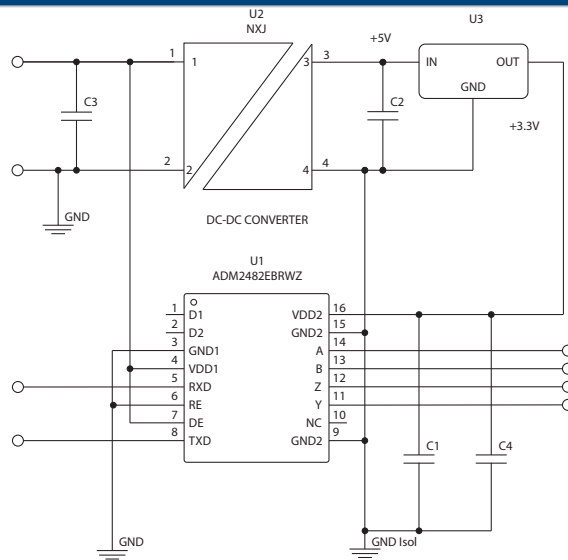 U2
NXJ
U3
+5V
1
1
3
3
IN
OUT
GND
C3
C2
+3.3V
2
2
4
4
GND
DC-DC CONVERTER
U1
ADM2482EBRWZ
1
D1
VDD2
16
2
D2
GND2
15
3
GND1
A
14
4
VDD1
B
13
5
RXD
Z
12
6
RE
Y
11
7
DE
NC
10
8
TXD
GND2
9
C1
C4
GND
GND Isol